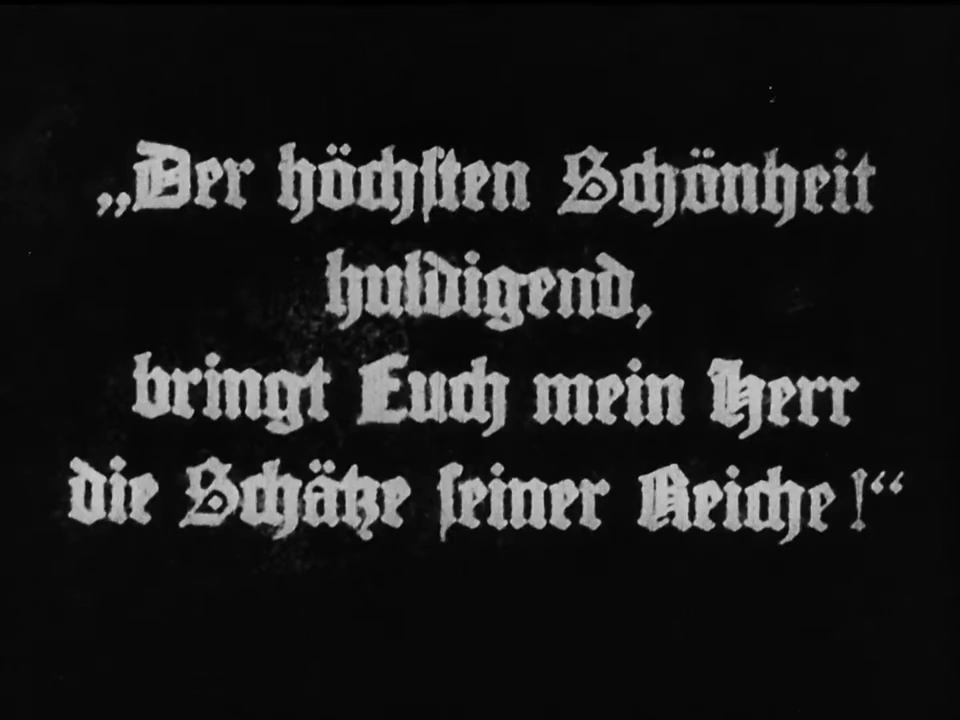 „Der höchſten Schönheit
huldigend,
bringt Euch mein Herr
die Schätze ſeiner Reiche!“